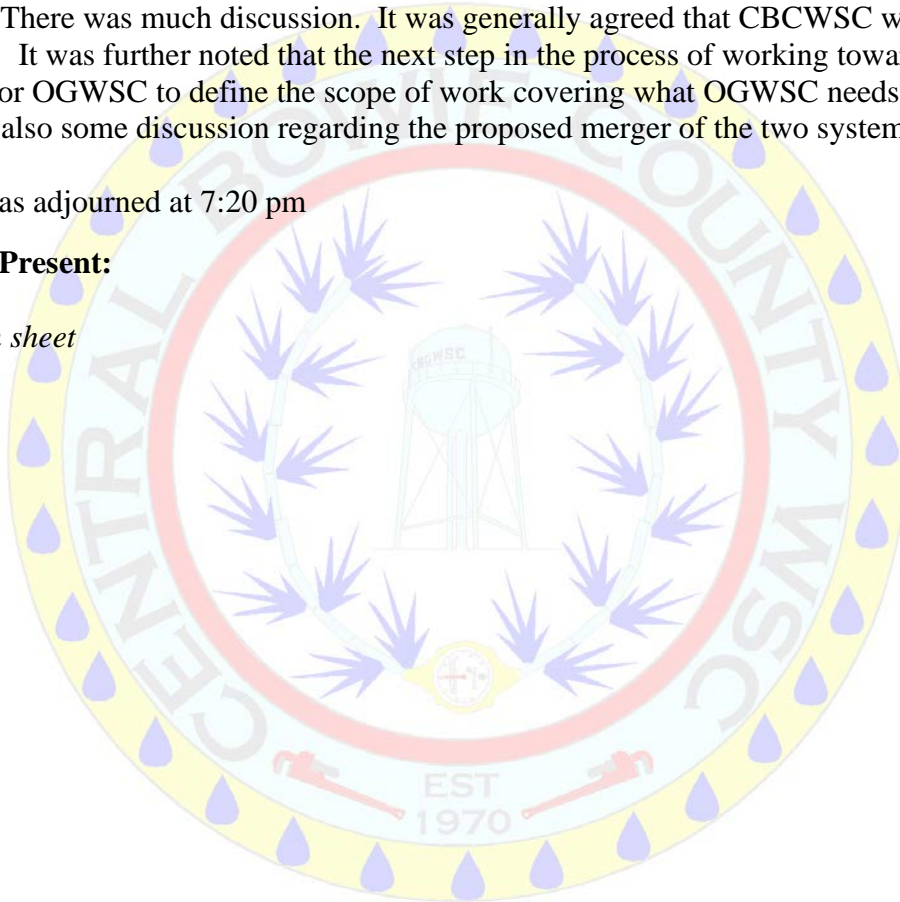 There was much discussion.  It was generally agreed that CBCWSC w
It was further noted that the next step in the process of working towar
or OGWSC to define the scope of work covering what OGWSC needs
also some discussion regarding the proposed merger of the two system
as adjourned at 7:20 pm
Present:
sheet
CENTRAL BOWIE COUNTY WSC
CBCWSC
EST
1970